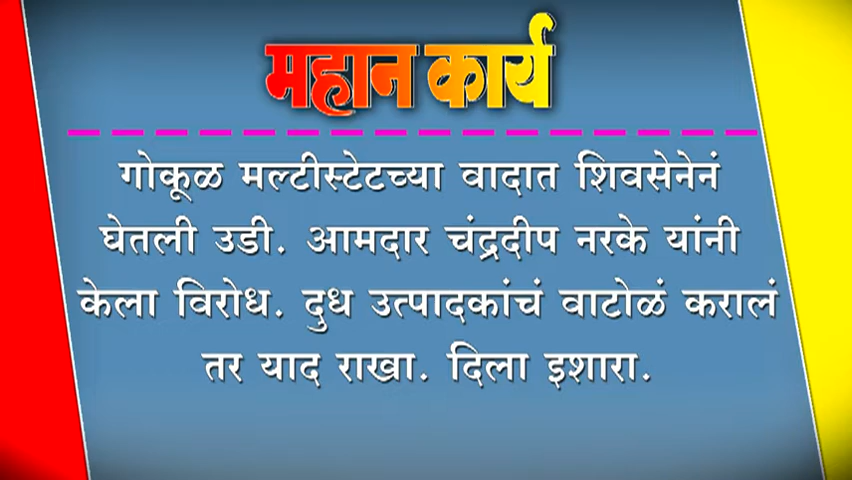 महान कार्य
गोकूळ मल्टीस्टेटच्या वादात शिवसेनेनं
घेतली उडी. आमदार चंद्रदीप नरके यांनी
केला विरोध. दुध उत्पादकांचं वाटोळं करालं
तर याद राखा. दिला इशारा.